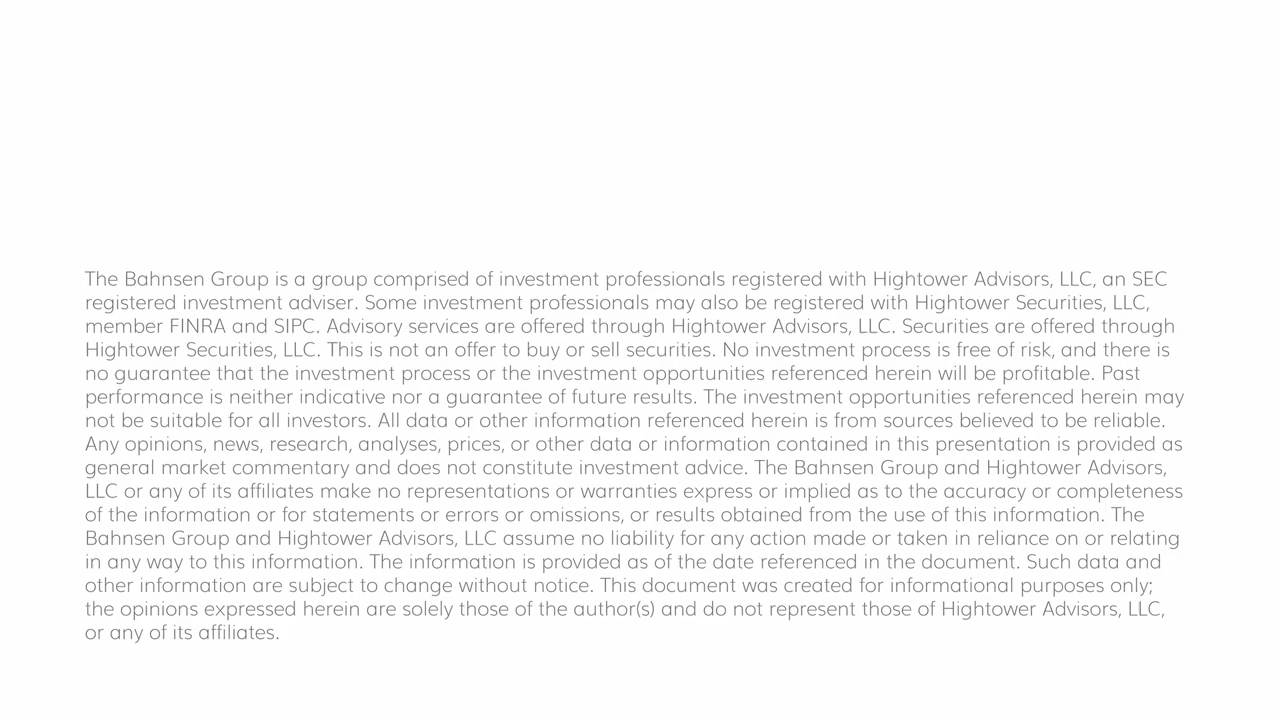 The Bahnsen Group is a group comprised of investment professionals registered with Hightower Advisors, LLC, an SEC
registered investment adviser. Some investment professionals may also be registered with Hightower Securities, LLC,
member FINRA and SIPC. Advisory services are offered through Hightower Advisors, LLC. Securities are offered through
Hightower Securities, LLC. This is not an offer to buy or sell securities. No investment process is free of risk, and there is
no guarantee that the investment process or the investment opportunities referenced herein will be profitable. Past
performance is neither indicative nor a guarantee of future results. The investment opportunities referenced herein may
not be suitable for all investors. All data or other information referenced herein is from sources believed to be reliable.
Any opinions, news, research, analyses, prices, or other data or information contained in this presentation is provided as
general market commentary and does not constitute investment advice. The Bahnsen Group and Hightower Advisors,
LLC or any of its affiliates make no representations or warranties express or implied as to the accuracy or completeness
of the information or for statements or errors or omissions, or results obtained from the use of this information. The
Bahnsen Group and Hightower Advisors, LLC assume no liability for any action made or taken in reliance on or relating
in any way to this information. The information is provided as of the date referenced in the document. Such data and
other information are subject to change without notice. This document was created for informational purposes only;
the opinions expressed herein are solely those of the author(s) and do not represent those of Hightower Advisors, LLC,
or any of its affiliates.